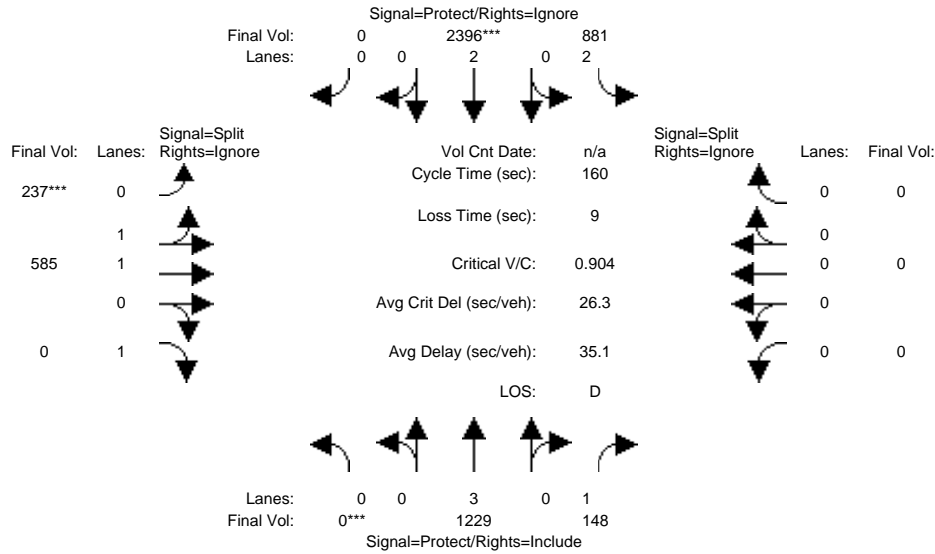 Signal=Protect/Rights=Ignore
Final Vol: 0 2396*** 881
Lanes: 0 0 2 0 2
Signal=Split
Rights=Ignore
Final Vol: Lanes:
Vol Cnt Date: n/a
Signal=Split
Rights=Ignore
Lanes: Final Vol:
Cycle Time (sec): 160
237*** 0
0 0
Loss Time (sec): 9
1
0
585 1
Critical V/C: 0.904
0 0
0
Avg Crit Del (sec/veh): 26.3
0
0 1
Avg Delay (sec/veh): 35.1
0 0
LOS: D
Lanes: 0 0 3 0 1
Final Vol: 0*** 1229 148
Signal=Protect/Rights=Include